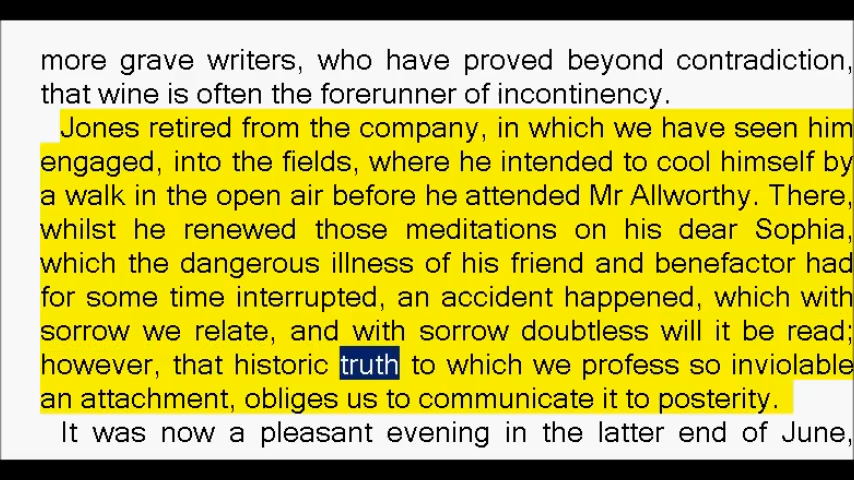 more grave writers, who have proved beyond contradiction,
that wine is often the forerunner of incontinency.
Jones retired from the company, in which we have seen him
engaged, into the fields, where he intended to cool himself by
a walk in the open air before he attended Mr Allworthy. There,
whilst he renewed those meditations on his dear Sophia,
which the dangerous illness of his friend and benefactor had
for some time interrupted, an accident happened, which with
sorrow we relate, and with sorrow doubtless will it be read;
however, that historic truth to which we profess so inviolable
an attachment, obliges us to communicate it to posterity.
It was now a pleasant evening in the latter end of June,